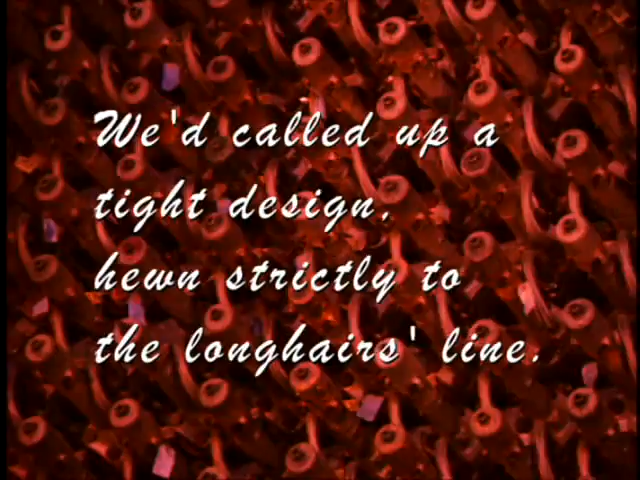 We'd called up a
tight design,
hewn strictly to
the longhairs' line.